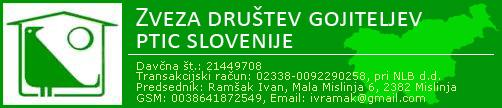 Zveza društev gojiteljev
ptic slovenije
Davčna št.: 21449708
Transakcijski račun: 02338-0092290258, pri NLB d.d.
Predsednik: Ramšak Ivan, Mala Mislinja 6, 2382 Mislinja
GSM: 0038641872549, Email: ivramak@gmail.com